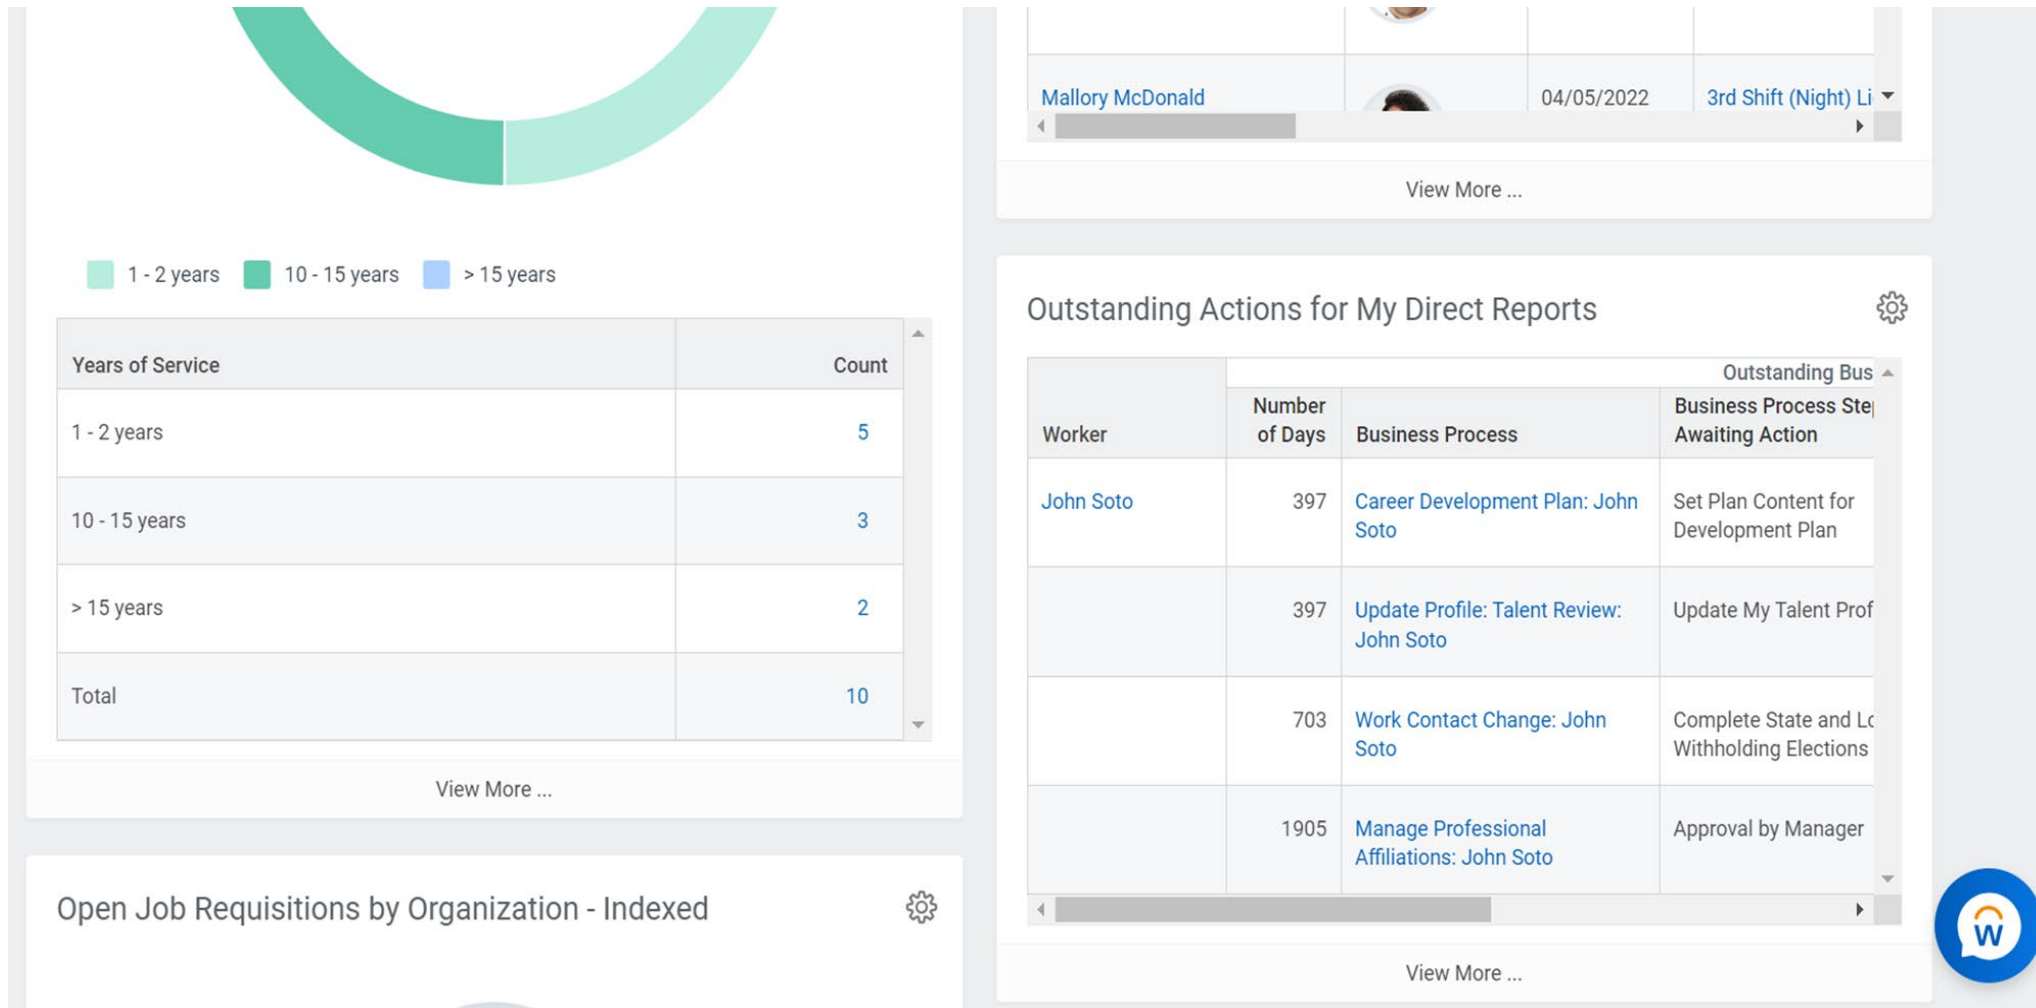 Mallory McDonald 04/05/2022 3rd Shift (Night) Li
View More ...
1 - 2 years 10 - 15 years > 15 years
Years of Service Count
1 - 2 years 5
10 - 15 years 3
> 15 years 2
Total 10
View More ...
Open Job Requisitions by Organization - Indexed
Outstanding Actions for My Direct Reports
Outstanding Bus
Worker
Number
of Days
Business Process
Business Process Step
Awaiting Action
John Soto
397
Career Development Plan: John
Soto
Set Plan Content for
Development Plan
397
Update Profile: Talent Review:
John Soto
Update My Talent Prof
703
Work Contact Change: John
Soto
Complete State and Lo
Withholding Elections
1905
Manage Professional
Affiliations: John Soto
Approval by Manager
View More ...
W